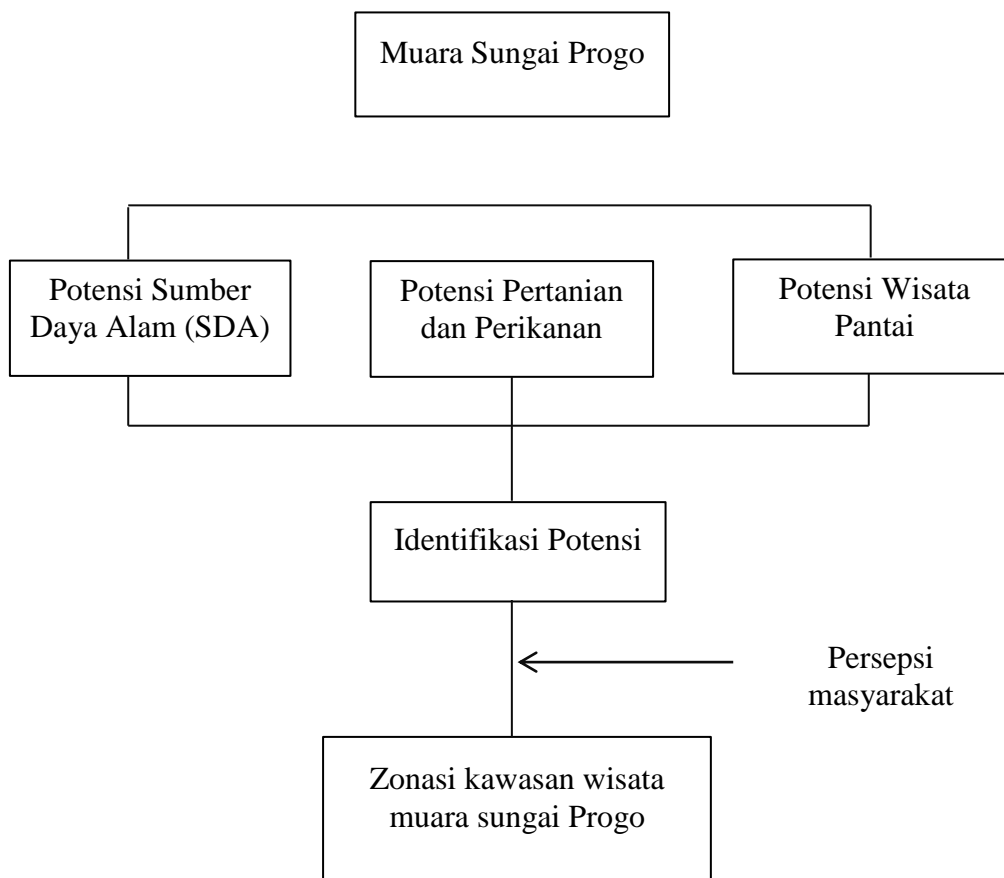 Muara Sungai Progo
Potensi Sumber
Daya Alam (SDA)
Potensi Pertanian
dan Perikanan
Potensi Wisata
Pantai
Identifikasi Potensi
Persepsi
masyarakat
Zonasi kawasan wisata
muara sungai Progo